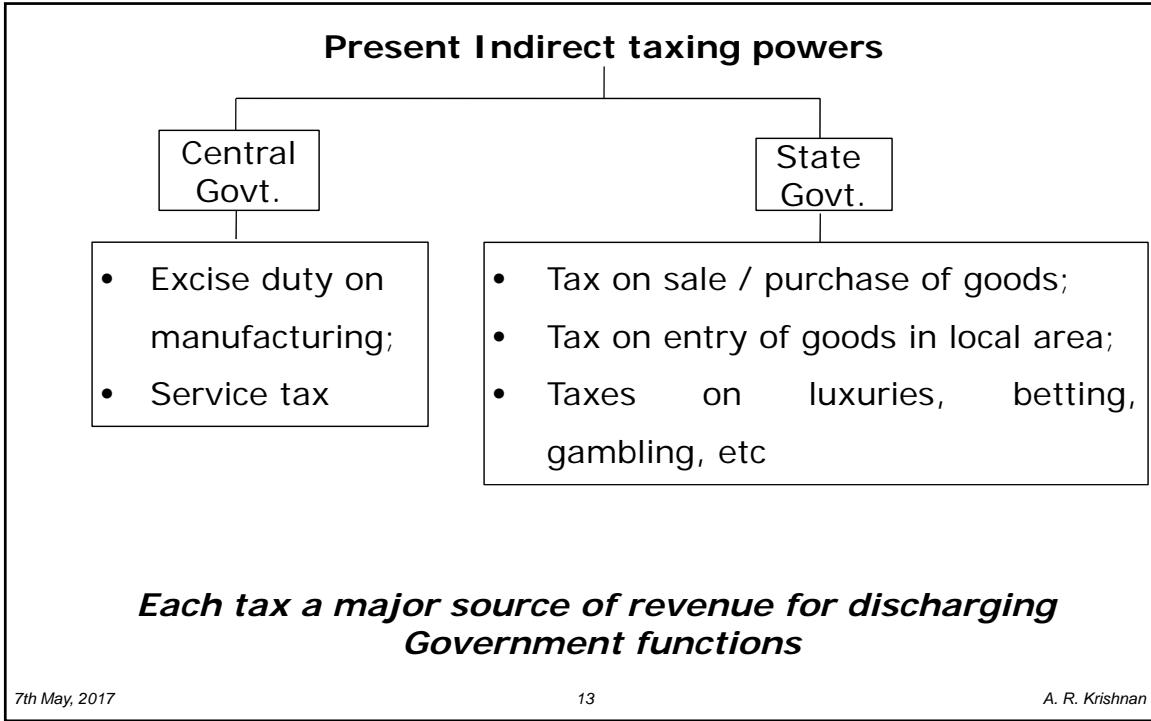 Present Indirect taxing powers
Central
Govt.
• Excise duty on
manufacturing;
• Service tax
State
Govt.
• Tax on sale / purchase of goods;
• Tax on entry of goods in local area;
• Taxes on luxuries, betting,
gambling, etc
Each tax a major source of revenue for discharging
Government functions
7th May, 2017 13 A. R. Krishnan